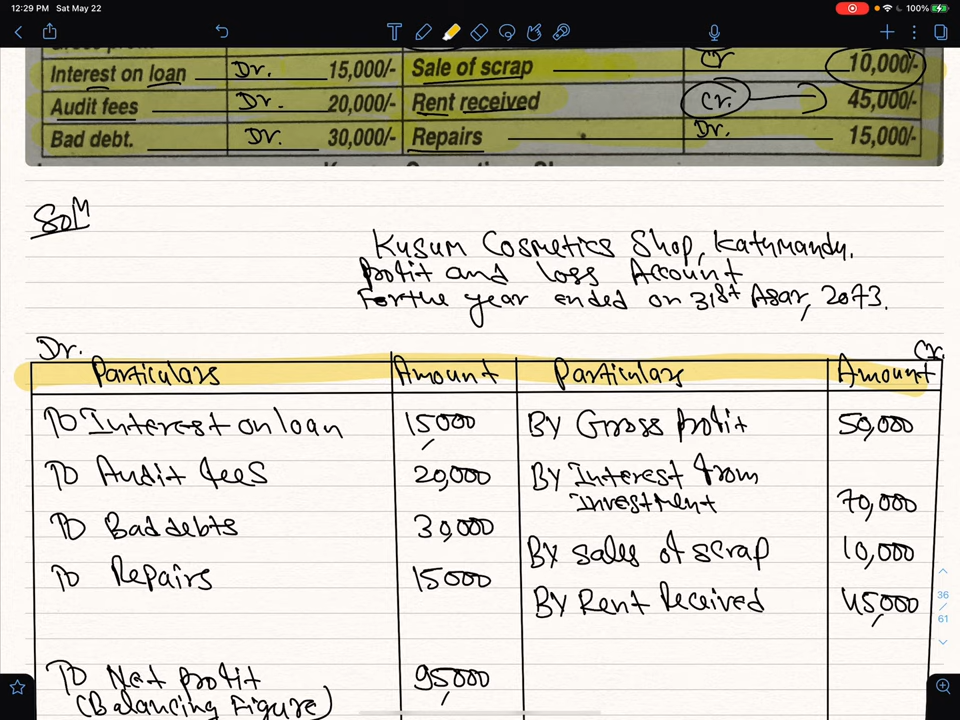 12:29 PM Sat May 22
100%
Interest on loan Dr. 15,000/- Sale of scrap Cr 10,000/-
Audit fees Dr. 20,000/- Rent received Cr. 45,000/-
Bad debt. Dr. 30,000/- Repairs Dr. 15,000/-
Solⁿ
Kusum Cosmetics Shop, Kathmandu.
Profit and loss Account
For the year ended on 31st Asar, 2073.
Dr. Cr.
Particulars Amount Particulars Amount
To Interest on loan 15,000 By Gross profit 50,000
To Audit fees 20,000 By Interest from
Investment 70,000
To Bad debts 30,000 By sales of scrap 10,000
To Repairs 15000 By Rent Received 45,000
To Net profit 95,000
(Balancing Figure)
36
/
61